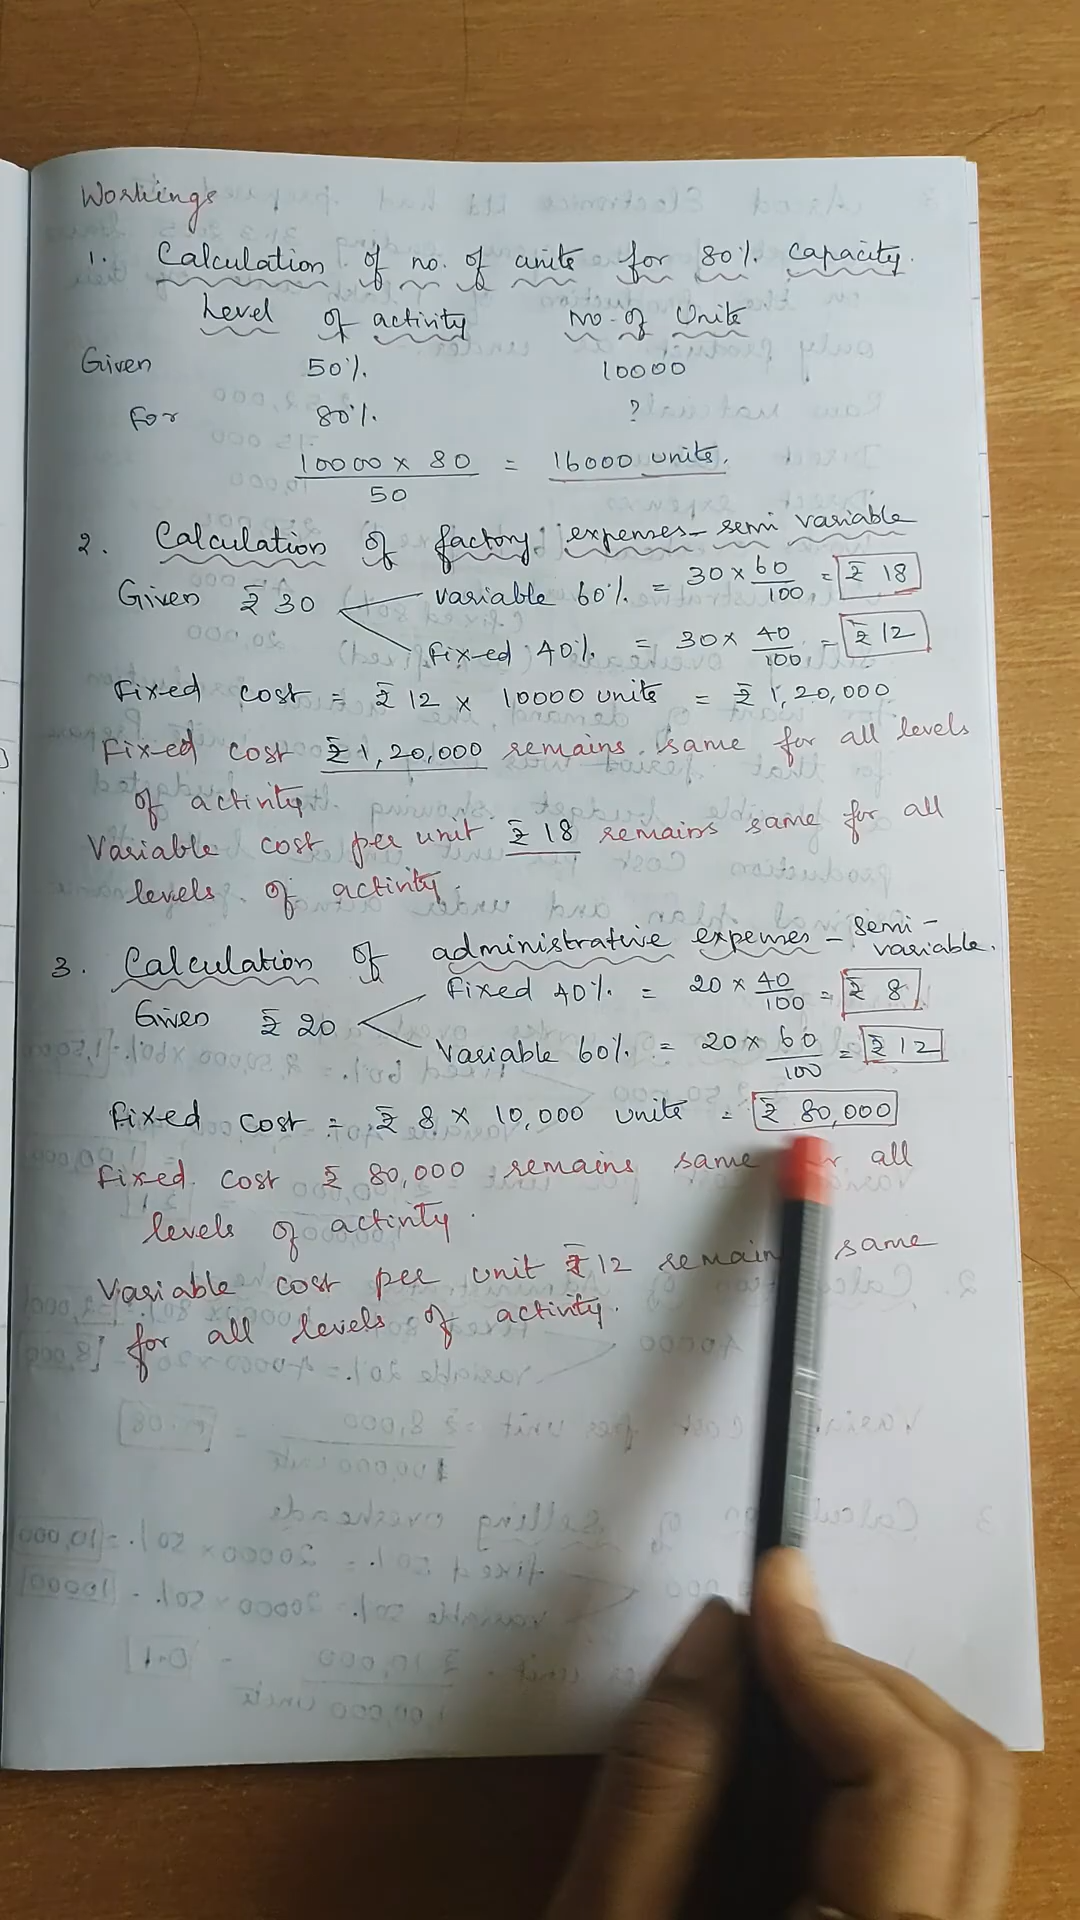 Workings
1. Calculation of no. of units for 80% capacity.
Level of activity No. of Units
Given 50% 10000
For 80% ?
10000 x 80 = 16000 units.
50
2. Calculation of factory expenses - semi variable
Given ₹ 30 variable 60% = 30 x 60/100 = ₹ 18
Fixed 40% = 30 x 40/100 = ₹ 12
Fixed cost = ₹ 12 x 10000 units = ₹ 1,20,000
Fixed cost ₹ 1,20,000 remains same for all levels
of activity
Variable cost per unit ₹ 18 remains same for all
levels of activity.
3. Calculation of administrative expenses - semi-
variable.
Given ₹ 20 Fixed 40% = 20 x 40/100 = ₹ 8
Variable 60% = 20 x 60/100 = ₹ 12
Fixed cost = ₹ 8 x 10,000 units = ₹ 80,000
Fixed cost ₹ 80,000 remains same all
levels of activity.
Variable cost per unit ₹ 12 remain same
for all levels of activity.